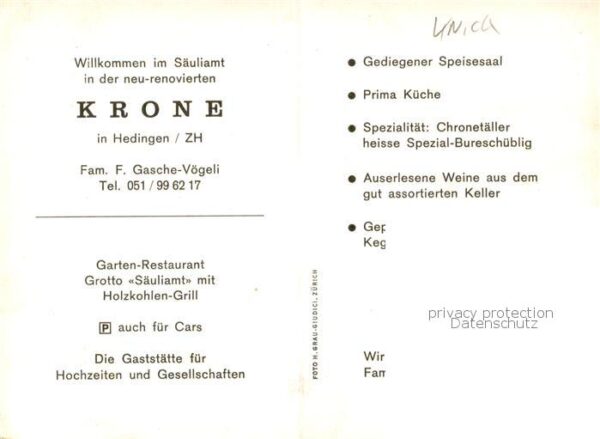 Willkommen im Säuliamt
in der neu-renovierten
KRONE
in Hedingen / ZH
Fam. F. Gasche-Vögeli
Tel. 051 / 99 62 17
Garten-Restaurant
Grotto «Säuliamt» mit
Holzkohlen-Grill
P auch für Cars
Die Gaststätte für
Hochzeiten und Gesellschaften
FOTO H. GRAU-GIUDICI, ZÜRICH
● Gediegener Speisesaal
● Prima Küche
● Spezialität: Chronetäller
heisse Spezial-Bureschüblig
● Auserlesene Weine aus dem
gut assortierten Keller
● Gep
Keg
privacy protection
Datenschutz
Wir
Fam